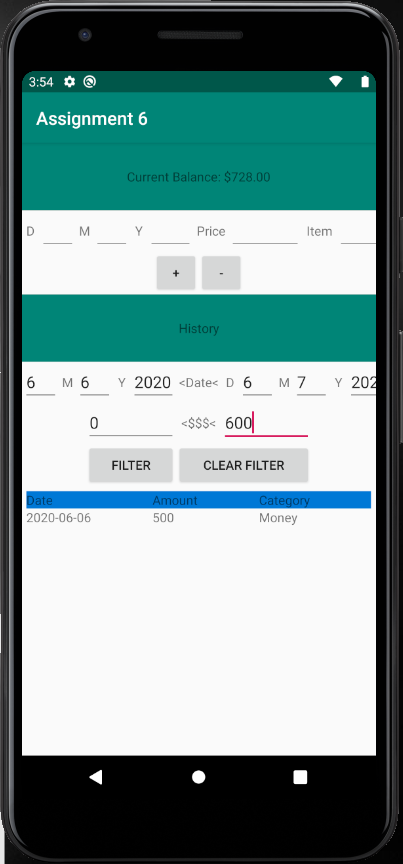 3:54
Assignment 6
Current Balance: $728.00
D M Y Price Item
+ -
History
6 M 6 Y 2020 <Date< D 6 M 7 Y 202
0 <$$$< 600
FILTER CLEAR FILTER
Date Amount Category
2020-06-06 500 Money